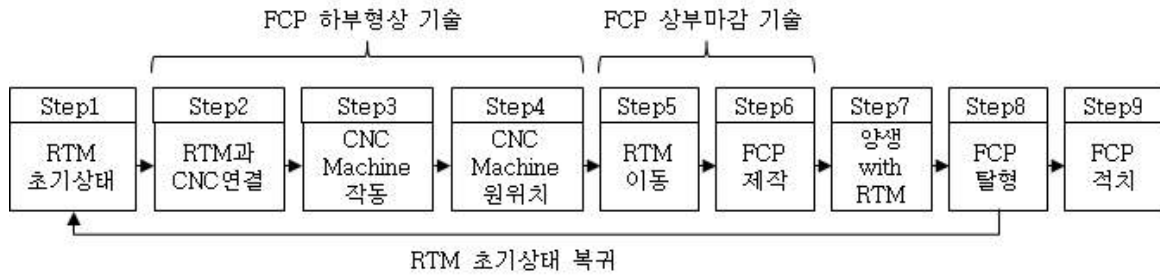 FCP 하부형상 기술
FCP 상부마감 기술
Step1
RTM
초기상태
Step2
RTM과
CNC연결
Step3
CNC
Machine
작동
Step4
CNC
Machine
원위치
Step5
RTM
이동
Step6
FCP
제작
Step7
양생
with
RTM
Step8
FCP
탈형
Step9
FCP
적치
RTM 초기상태 복귀